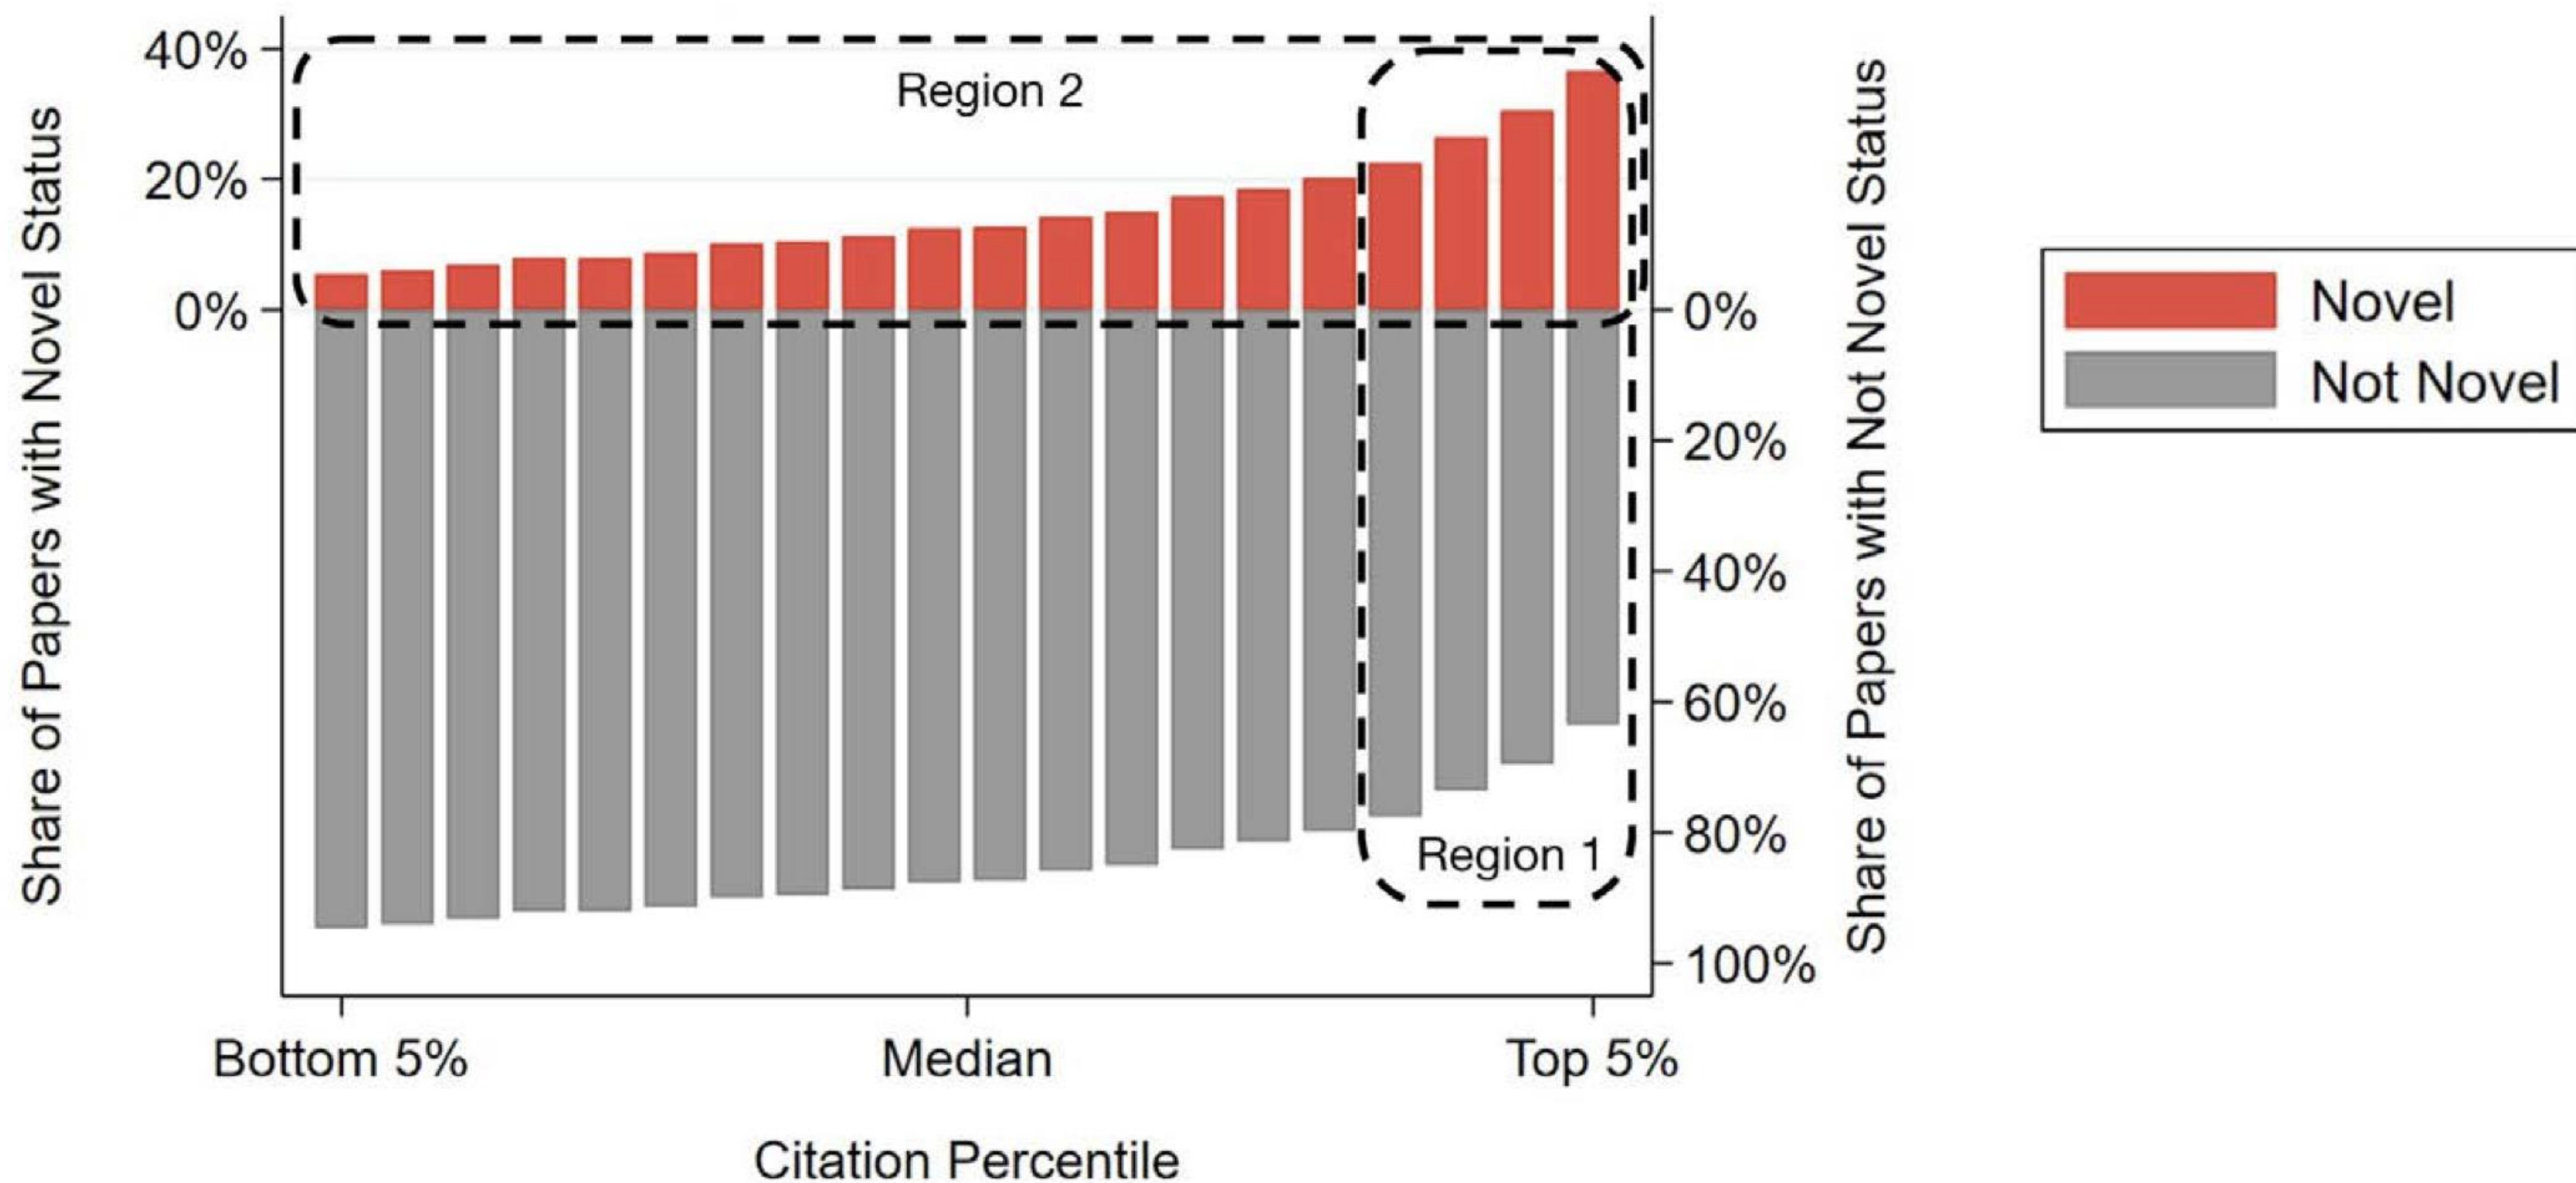 Share of Papers with Novel Status
40%
20%
0%
Region 2
Region 1
0%
20%
40%
60%
80%
100%
Share of Papers with Not Novel Status
Novel
Not Novel
Bottom 5%
Median
Top 5%
Citation Percentile